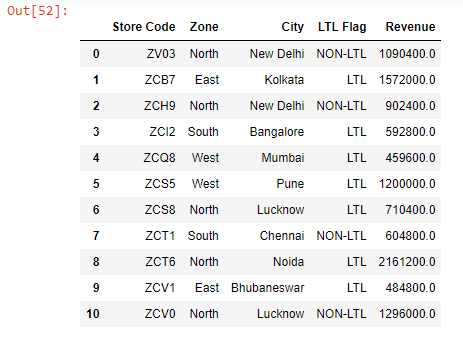 Out[52]:
Store Code Zone City LTL Flag Revenue
0 ZV03 North New Delhi NON-LTL 1090400.0
1 ZCB7 East Kolkata LTL 1572000.0
2 ZCH9 North New Delhi NON-LTL 902400.0
3 ZCI2 South Bangalore LTL 592800.0
4 ZCQ8 West Mumbai LTL 459600.0
5 ZCS5 West Pune LTL 1200000.0
6 ZCS8 North Lucknow LTL 710400.0
7 ZCT1 South Chennai NON-LTL 604800.0
8 ZCT6 North Noida LTL 2161200.0
9 ZCV1 East Bhubaneswar LTL 484800.0
10 ZCV0 North Lucknow NON-LTL 1296000.0